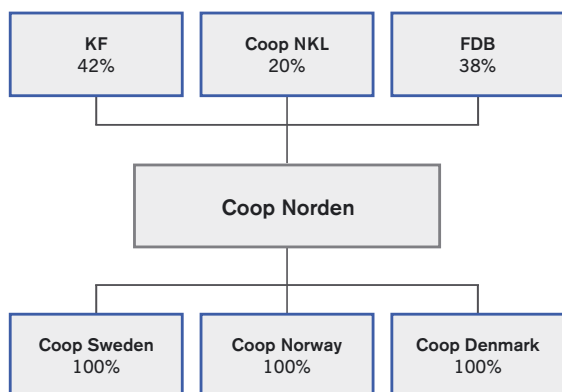 KF
42%
Coop NKL
20%
FDB
38%
Coop Norden
Coop Sweden
100%
Coop Norway
100%
Coop Denmark
100%